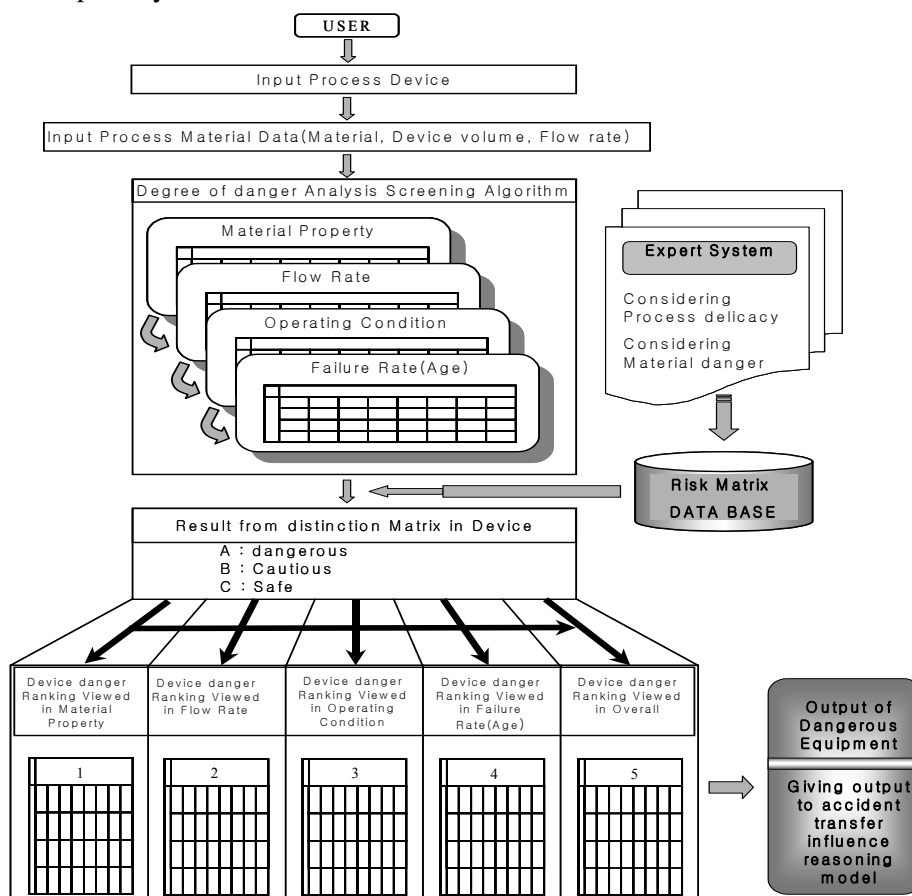 USER
Input Process Device
Input Process Material Data(Material, Device volume, Flow rate)
Degree of danger Analysis Screening Algorithm
Material Property
Flow Rate
Operating Condition
Failure Rate(Age)
Expert System
Considering
Process delicacy
Considering
Material danger
Risk Matrix
DATA BASE
Result from distinction Matrix in Device
A : dangerous
B : Cautious
C : Safe
Device danger
Ranking Viewed
in Material
Property
Device danger
Ranking Viewed
in Flow Rate
Device danger
Ranking Viewed
in Operating
Condition
Device danger
Ranking Viewed
in Failure
Rate(Age)
Device danger
Ranking Viewed
in Overall
1
2
3
4
5
Output of
Dangerous
Equipment
Giving output
to accident
transfer
influence
reasoning
model